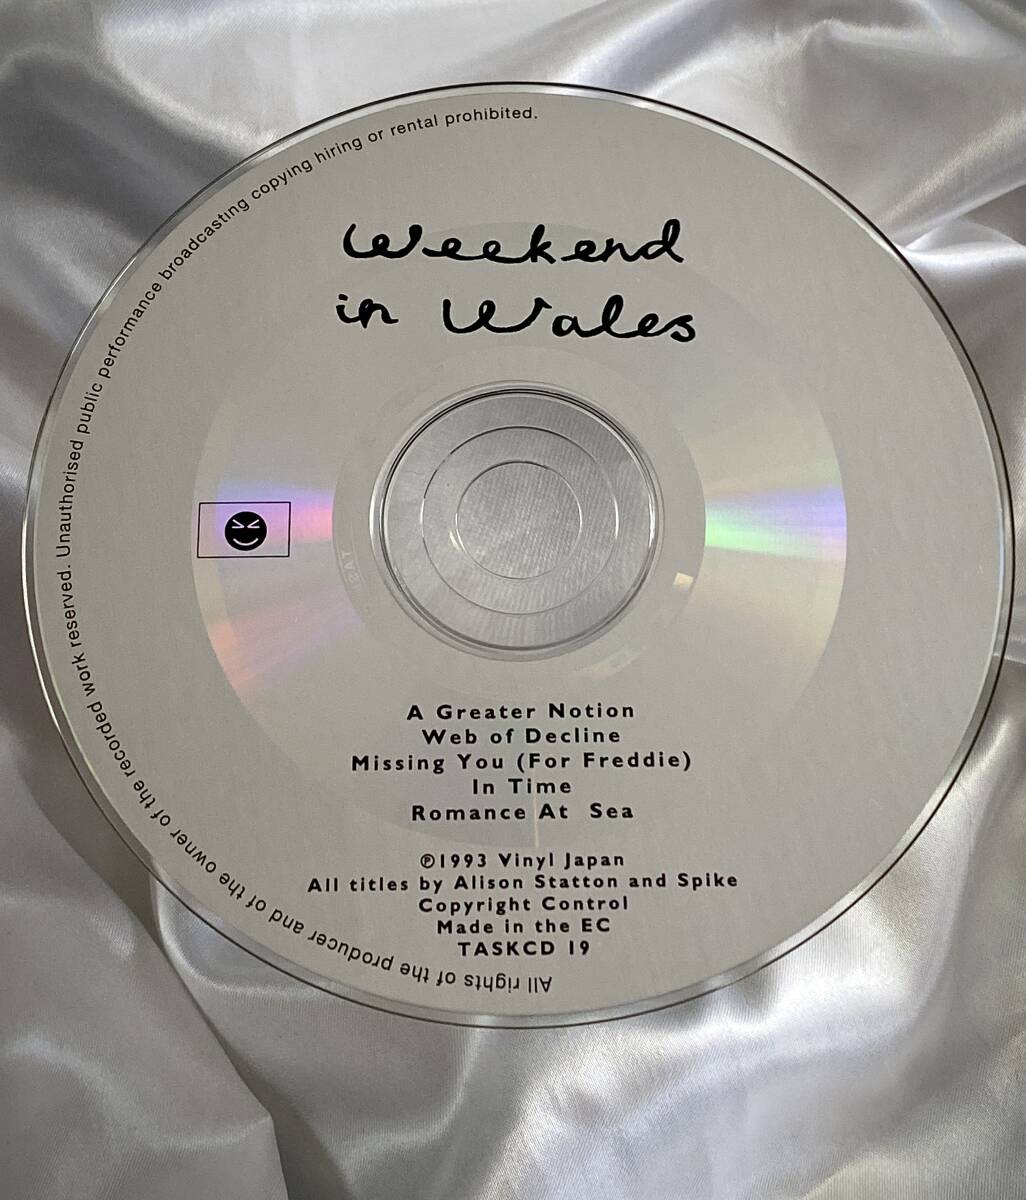 Weekend
in Wales
A Greater Notion
Web of Decline
Missing You (For Freddie)
In Time
Romance At Sea
℗1993 Vinyl Japan
All titles by Alison Statton and Spike
Copyright Control
Made in the EC
TASKCD 19
All rights of the producer and of the owner of the recorded work reserved. Unauthorised public performance broadcasting copying hiring or rental prohibited.